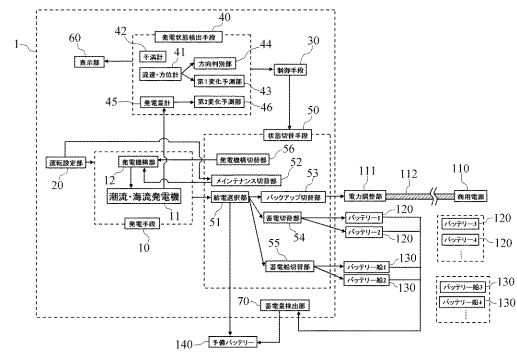 1
60
表示部
42
40
発電状態検出手段
干満計
44
41
方向判別部
流速・方位計
第1変化予測部
43
45
発電量計
第2変化予測部
46
30
制御手段
50
状態切替手段
56
発電機構切替部
運転設定部
20
発電機構部
12
潮流・海流発電機
11
発電手段
10
52
メインテナンス切替部
53
給電選択部
51
バックアップ切替部
蓄電切替部
54
55
蓄電船切替部
111
電力調整部
112
110
商用電源
バッテリー1
120
バッテリー2
120
バッテリー3
120
バッテリー4
130
バッテリー船1
バッテリー船2
130
バッテリー船3
130
バッテリー船4
130
70
蓄電量検出部
予備バッテリー
140